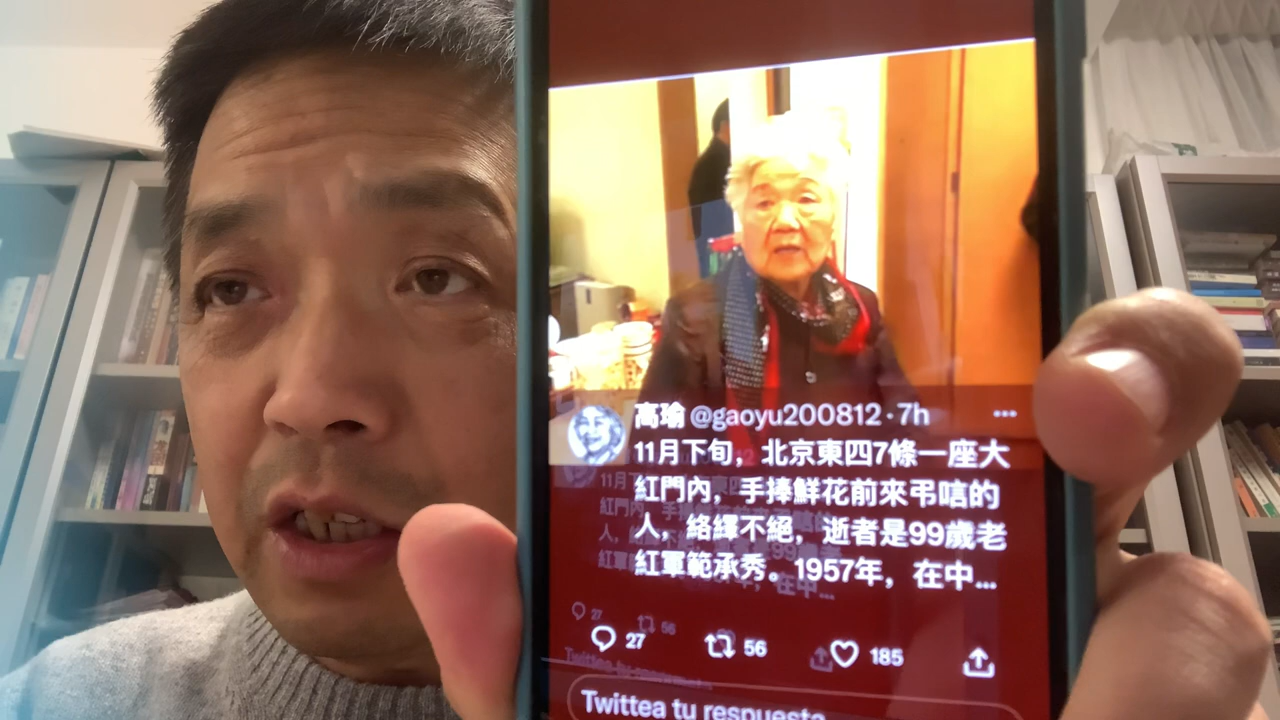 高瑜 @gaoyu200812 · 7h
11月下旬，北京東四7條一座大
紅門內，手捧鮮花前來弔唁的
人，絡繹不絕，逝者是99歲老
紅軍範承秀。1957年，在中...
27 56 185
Twittea tu respuesta